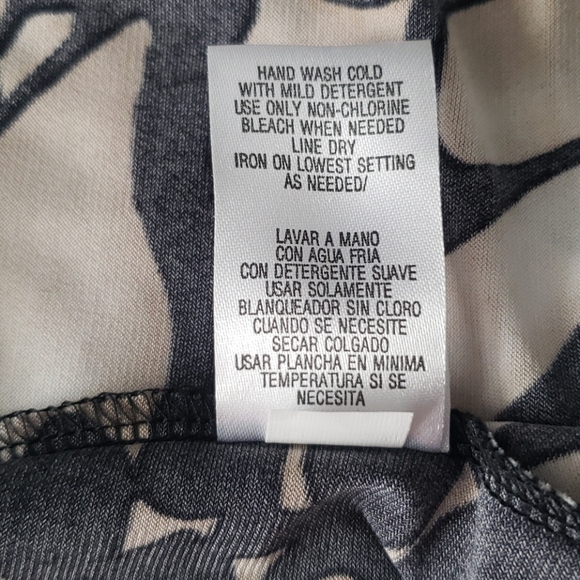 HAND WASH COLD
WITH MILD DETERGENT
USE ONLY NON-CHLORINE
BLEACH WHEN NEEDED
LINE DRY
IRON ON LOWEST SETTING
AS NEEDED/
LAVAR A MANO
CON AGUA FRIA
CON DETERGENTE SUAVE
USAR SOLAMENTE
BLANQUEADOR SIN CLORO
CUANDO SE NECESITE
SECAR COLGADO
USAR PLANCHA EN MINIMA
TEMPERATURA SI SE
NECESITA